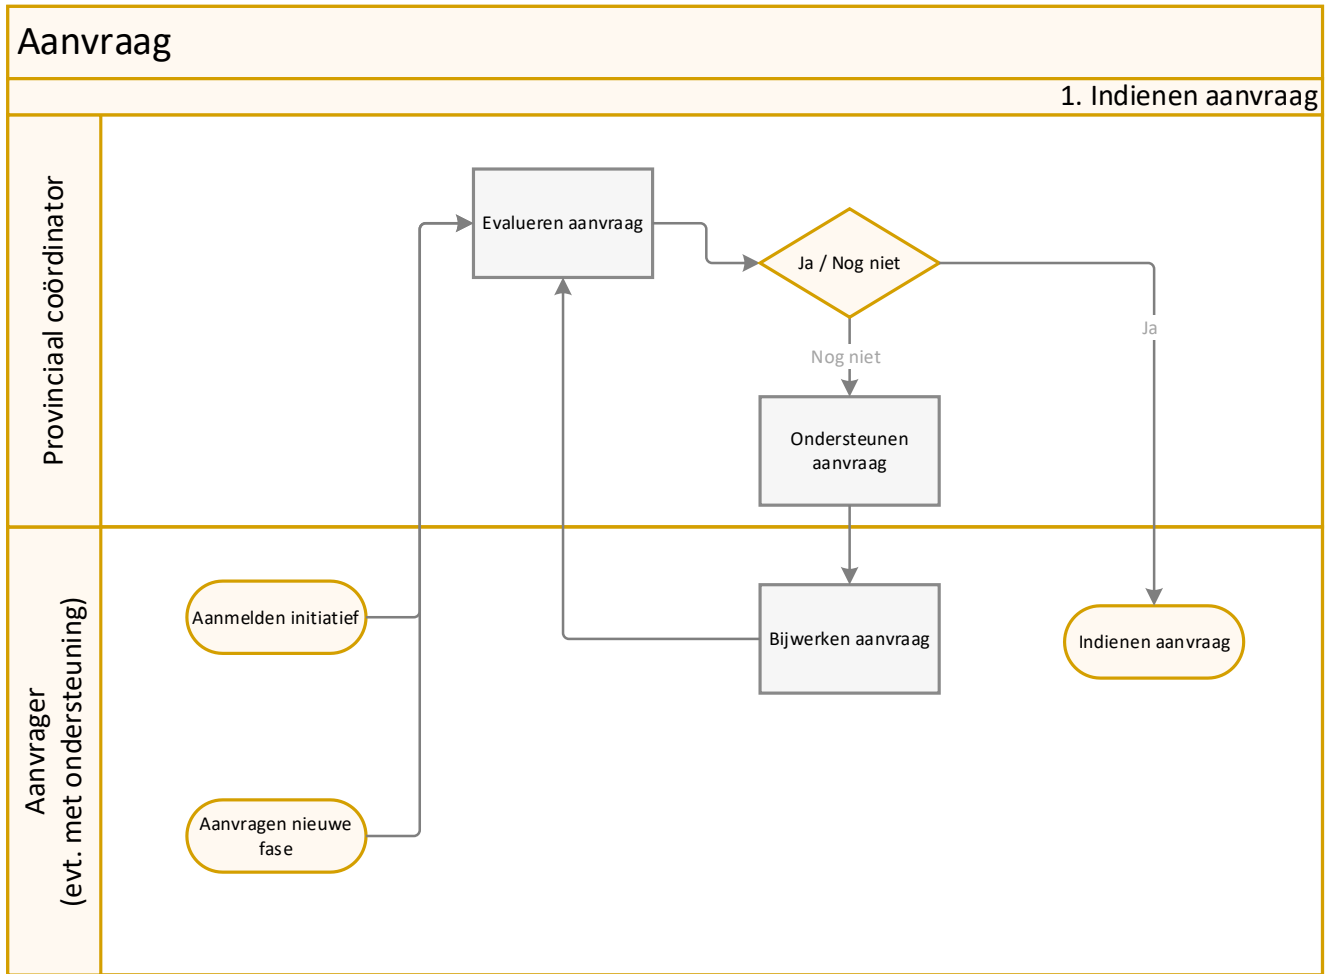 Aanvraag
1. Indienen aanvraag
Provinciaal coördinator
Evalueren aanvraag
Ja / Nog niet
Ja
Nog niet
Ondersteunen
aanvraag
Aanvrager
(evt. met ondersteuning)
Aanmelden initiatief
Bijwerken aanvraag
Indienen aanvraag
Aanvragen nieuwe
fase